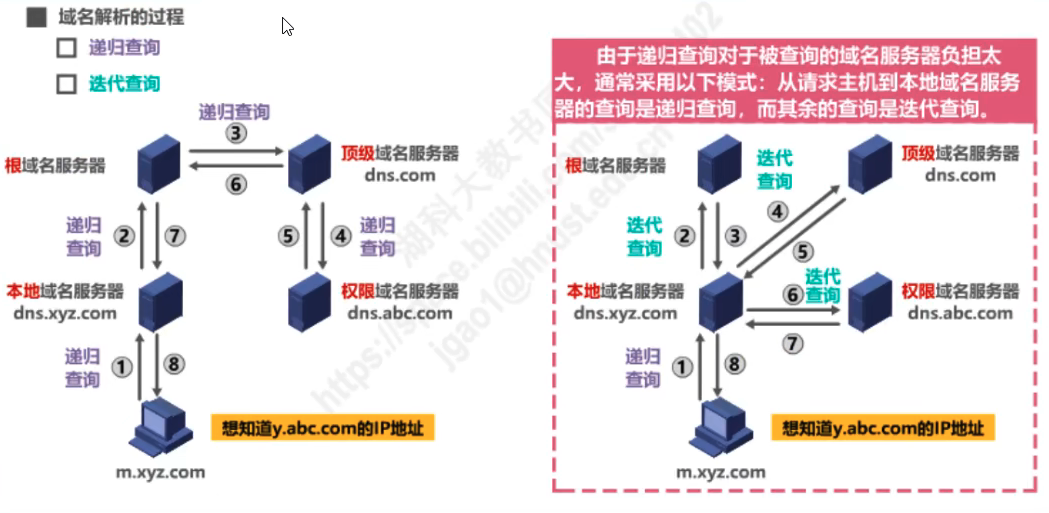 域名解析的过程
递归查询
迭代查询
递归查询
③
根域名服务器
顶级域名服务器
dns.com
⑥
递归
查询
②
⑦
⑤
④
递归
查询
本地域名服务器
dns.xyz.com
权限域名服务器
dns.abc.com
递归
查询
①
⑧
想知道y.abc.com的IP地址
m.xyz.com
由于递归查询对于被查询的域名服务器负担太
大，通常采用以下模式：从请求主机到本地域名服务
器的查询是递归查询，而其余的查询是迭代查询。
根域名服务器
迭代
查询
顶级域名服务器
dns.com
④
迭代
查询
②
③
⑤
本地域名服务器
dns.xyz.com
迭代
查询
⑥
权限域名服务器
dns.abc.com
⑦
递归
查询
①
⑧
想知道y.abc.com的IP地址
m.xyz.com
湖科大教书匠